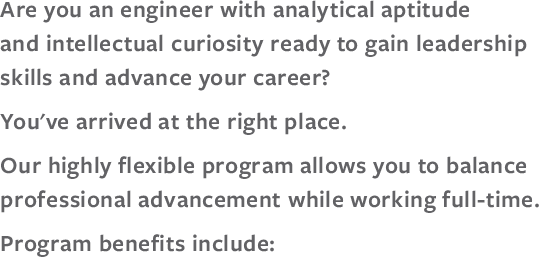 Are you an engineer with analytical aptitude
and intellectual curiosity ready to gain leadership
skills and advance your career?
You've arrived at the right place.
Our highly flexible program allows you to balance
professional advancement while working full-time.
Program benefits include: